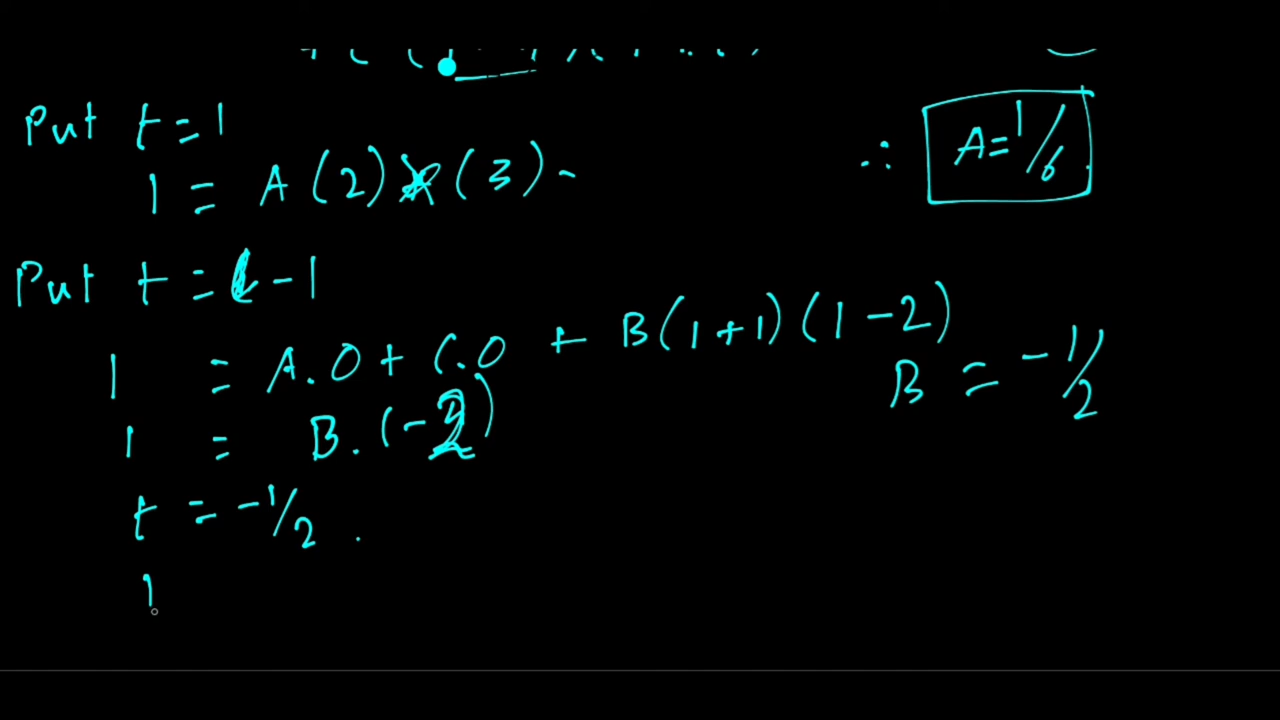 Put t = 1
1 = A (2) (3) -
∴ A = 1/6
Put t = - 1
1 = A . 0 + C . 0 + B (1 + 1) (1 - 2)
B = - 1/2
1 = B . (- 2)
t = - 1/2 .
1